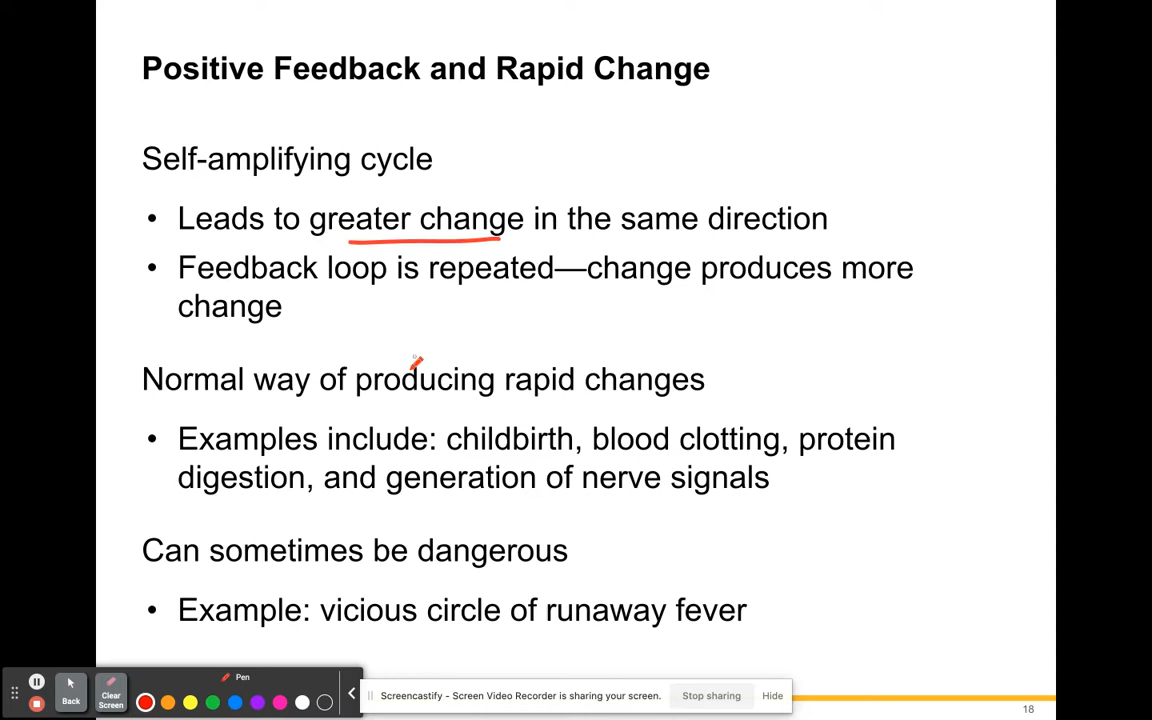 Positive Feedback and Rapid Change
Self-amplifying cycle
• Leads to greater change in the same direction
• Feedback loop is repeated—change produces more
change
Normal way of producing rapid changes
• Examples include: childbirth, blood clotting, protein
digestion, and generation of nerve signals
Can sometimes be dangerous
• Example: vicious circle of runaway fever
Pen
Back
Clear
Screen
Screencastify - Screen Video Recorder is sharing your screen.
Stop sharing
Hide
18